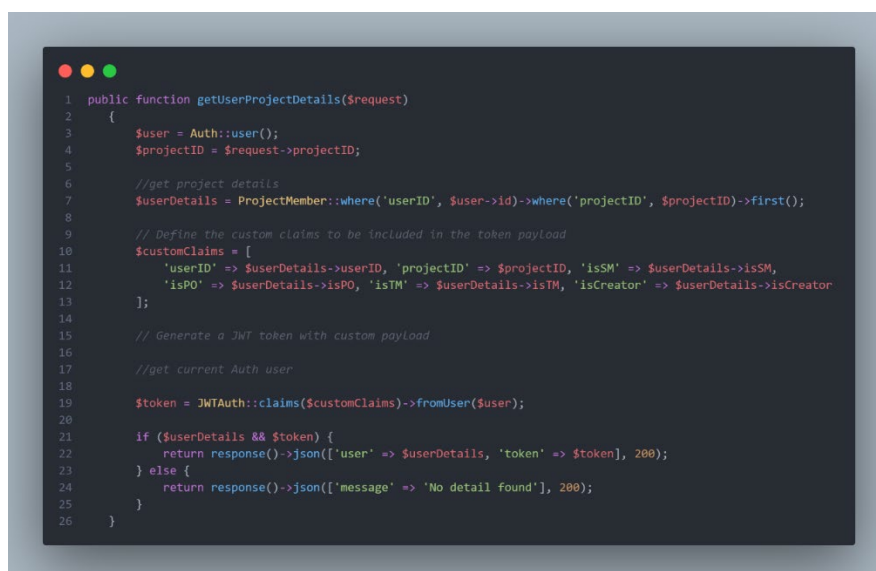 1 public function getUserProjectDetails($request)
2 {
3 $user = Auth::user();
4 $projectID = $request->projectID;
5
6 //get project details
7 $userDetails = ProjectMember::where('userID', $user->id)->where('projectID', $projectID)->first();
8
9 // Define the custom claims to be included in the token payload
10 $customClaims = [
11 'userID' => $userDetails->userID, 'projectID' => $projectID, 'isSM' => $userDetails->isSM,
12 'isPO' => $userDetails->isPO, 'isTM' => $userDetails->isTM, 'isCreator' => $userDetails->isCreator
13 ];
14
15 // Generate a JWT token with custom payload
16
17 //get current Auth user
18
19 $token = JWTAuth::claims($customClaims)->fromUser($user);
20
21 if ($userDetails && $token) {
22 return response()->json(['user' => $userDetails, 'token' => $token], 200);
23 } else {
24 return response()->json(['message' => 'No detail found'], 200);
25 }
26 }